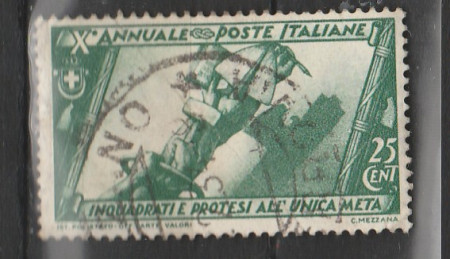 X° ANNUALE POSTE ITALIANE
25
CENT
INQUADRATI E PROTESI ALL'UNICA META
C. MEZZANA